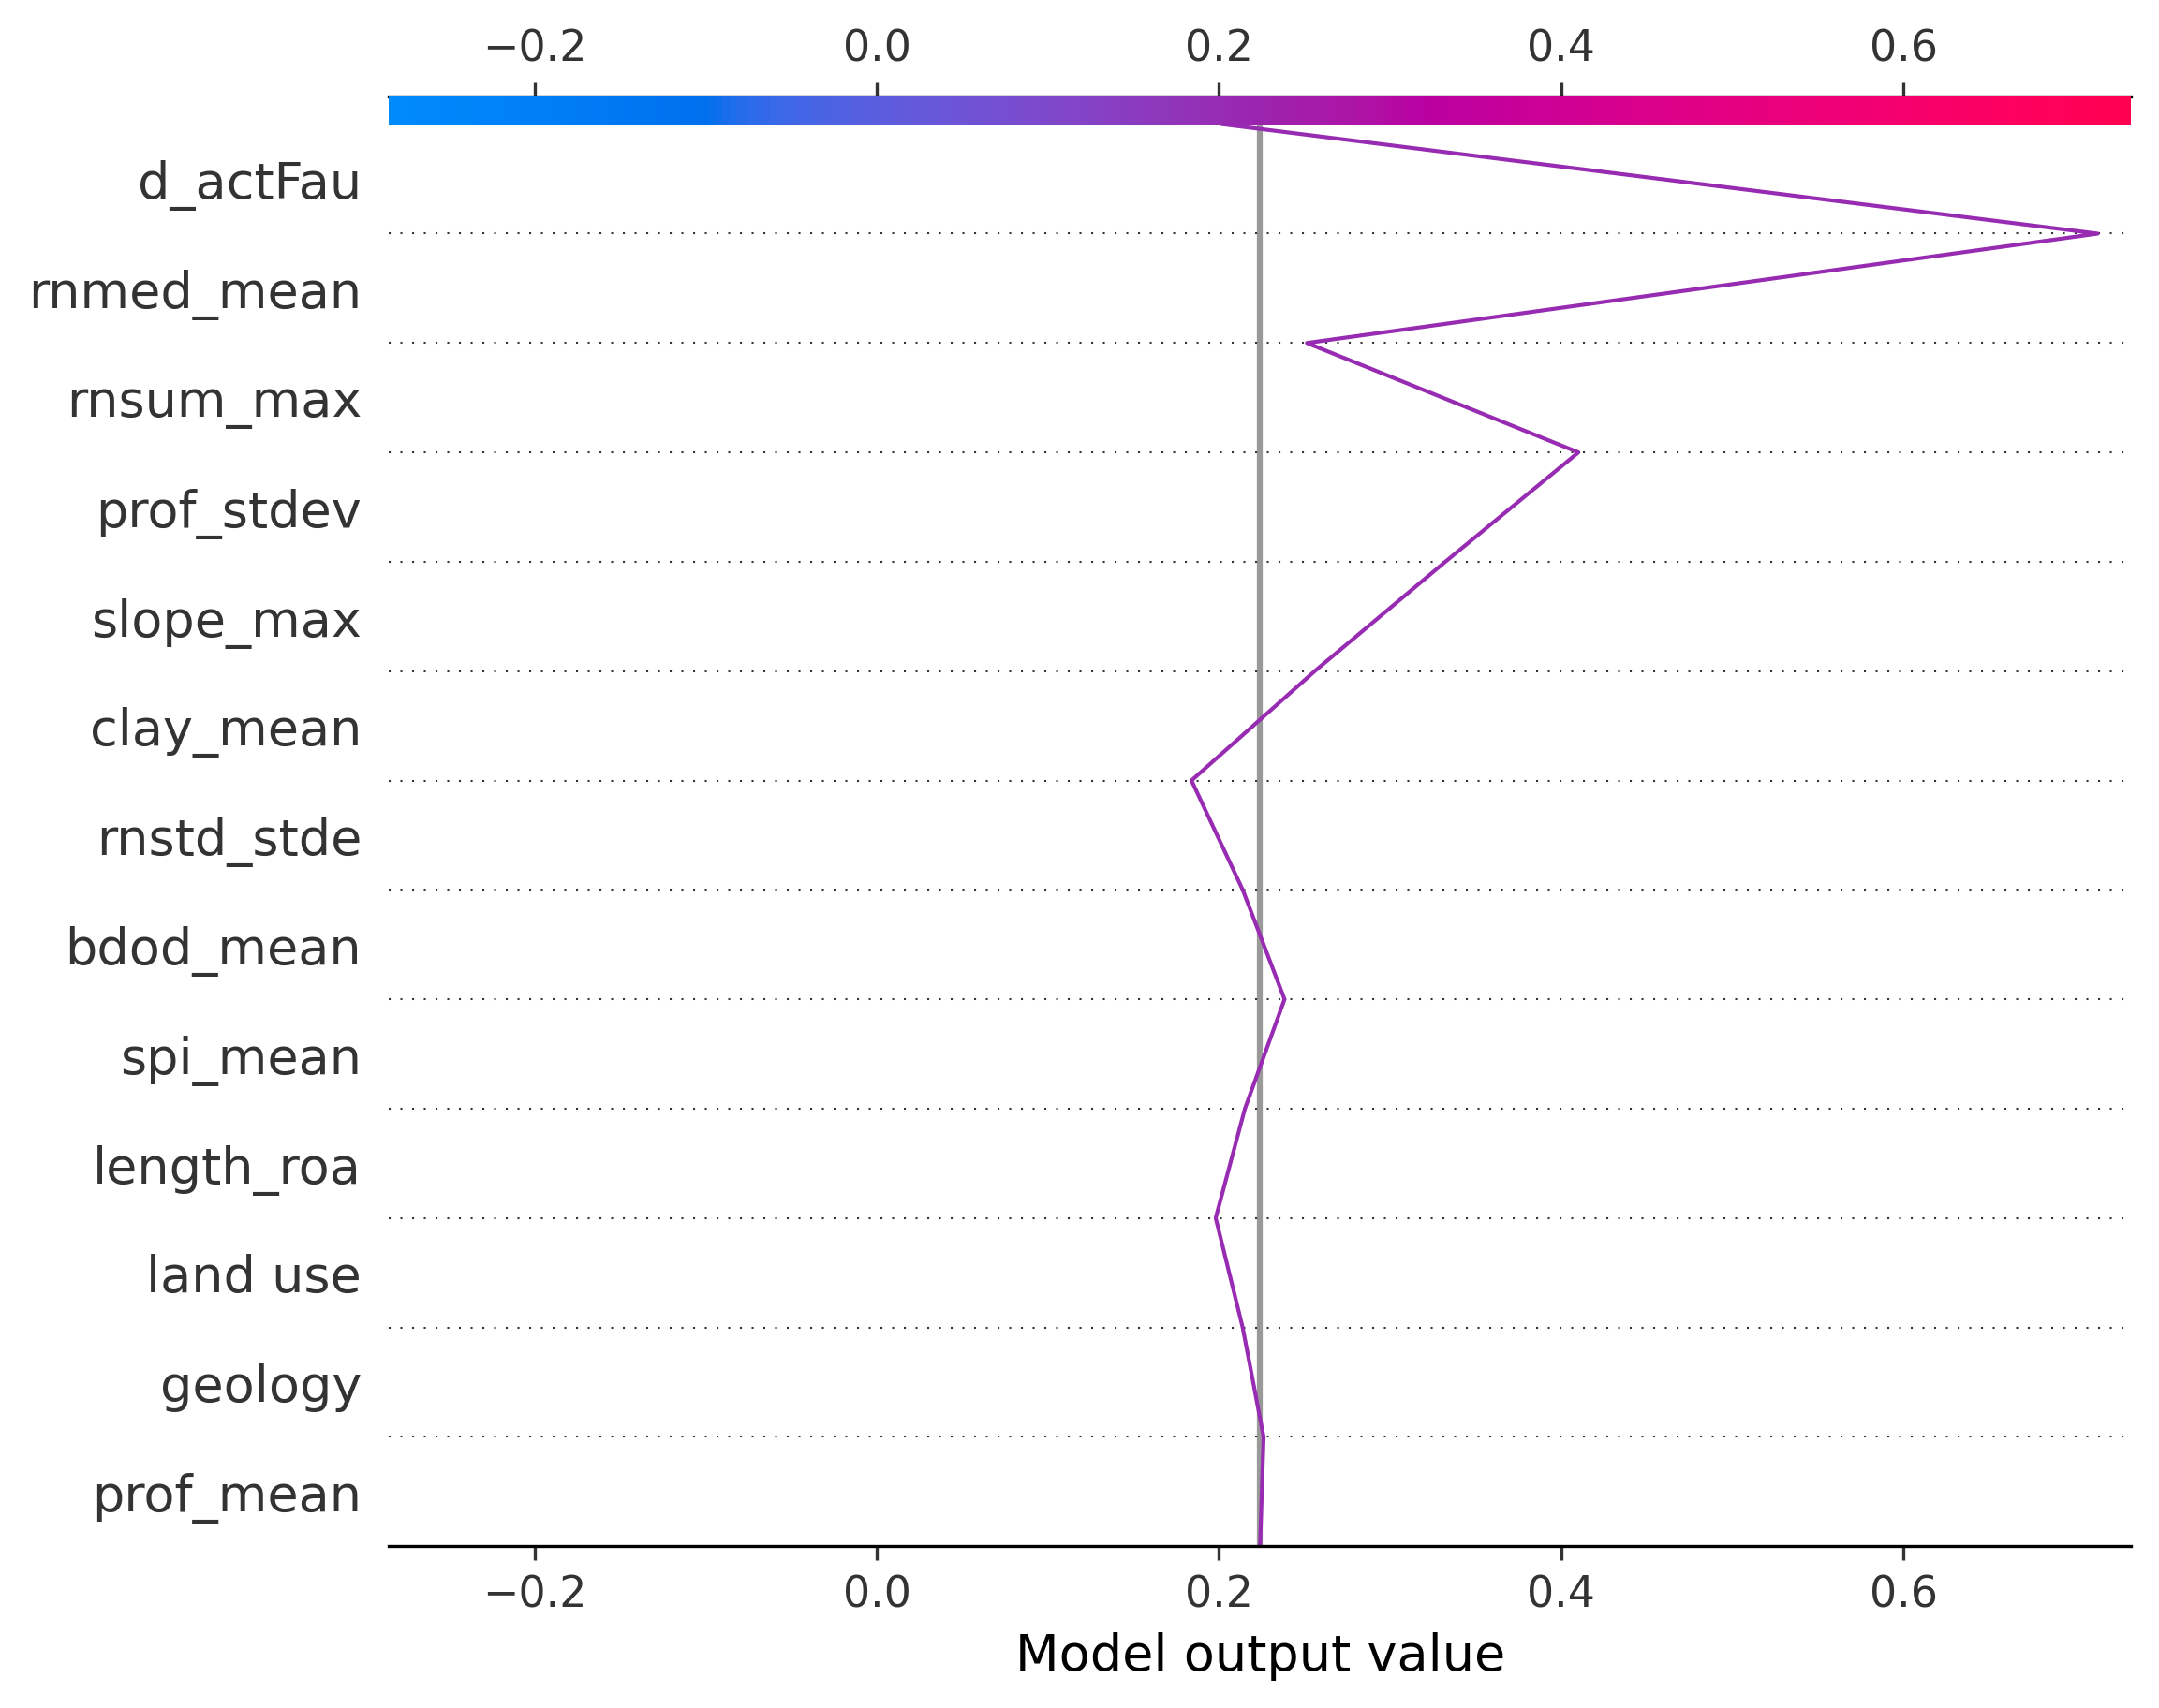 −0.2 0.0 0.2 0.4 0.6
d_actFau
rnmed_mean
rnsum_max
prof_stdev
slope_max
clay_mean
rnstd_stde
bdod_mean
spi_mean
length_roa
land use
geology
prof_mean
−0.2 0.0 0.2 0.4 0.6
Model output value